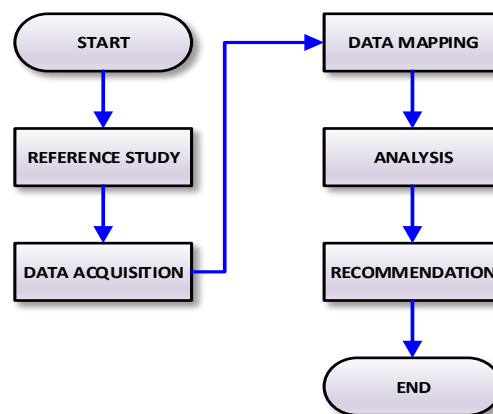 START
REFERENCE STUDY
DATA ACQUISITION
DATA MAPPING
ANALYSIS
RECOMMENDATION
END